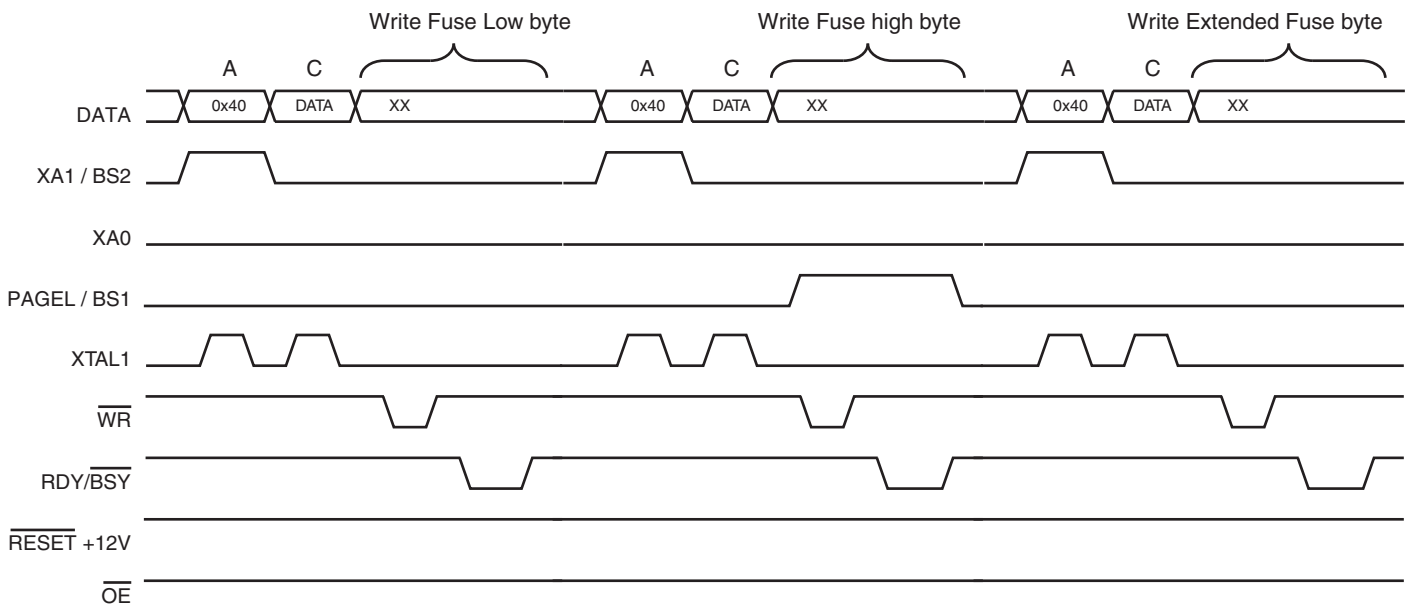 Write Fuse Low byte Write Fuse high byte Write Extended Fuse byte
A C A C A C
DATA 0x40 DATA XX 0x40 DATA XX 0x40 DATA XX
XA1 / BS2
XA0
PAGEL / BS1
XTAL1
WR
RDY/BSY
RESET +12V
OE